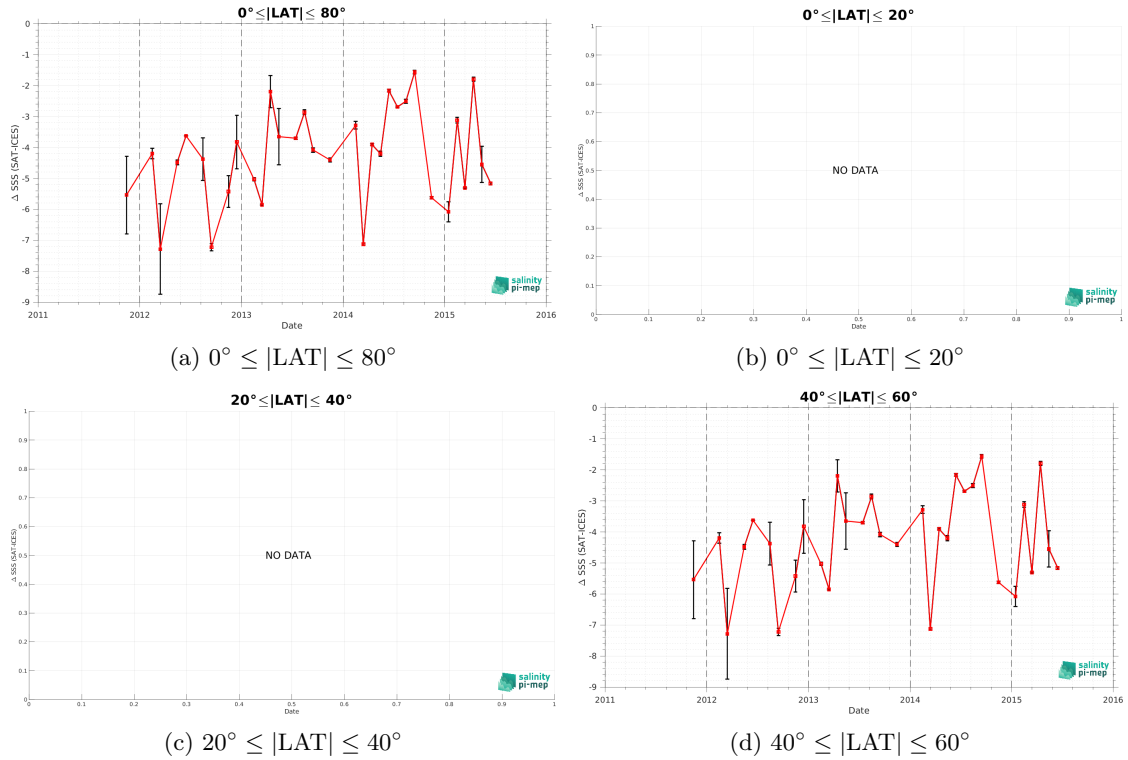 0°≤|LAT|≤ 80°
0
-1
-2
-3
-4
-5
-6
-7
-8
-9
Δ SSS (SAT-ICES)
2011 2012 2013 2014 2015 2016
Date
salinity
pi-mep
(a) 0° ≤ |LAT| ≤ 80°
0°≤|LAT|≤ 20°
1
0.9
0.8
0.7
0.6
0.5
0.4
0.3
0.2
0.1
0
Δ SSS (SAT-ICES)
NO DATA
0 0.1 0.2 0.3 0.4 0.5 0.6 0.7 0.8 0.9 1
Date
salinity
pi-mep
(b) 0° ≤ |LAT| ≤ 20°
20°≤|LAT|≤ 40°
1
0.9
0.8
0.7
0.6
0.5
0.4
0.3
0.2
0.1
0
Δ SSS (SAT-ICES)
NO DATA
0 0.1 0.2 0.3 0.4 0.5 0.6 0.7 0.8 0.9 1
Date
salinity
pi-mep
(c) 20° ≤ |LAT| ≤ 40°
40°≤|LAT|≤ 60°
0
-1
-2
-3
-4
-5
-6
-7
-8
-9
Δ SSS (SAT-ICES)
2011 2012 2013 2014 2015 2016
Date
salinity
pi-mep
(d) 40° ≤ |LAT| ≤ 60°